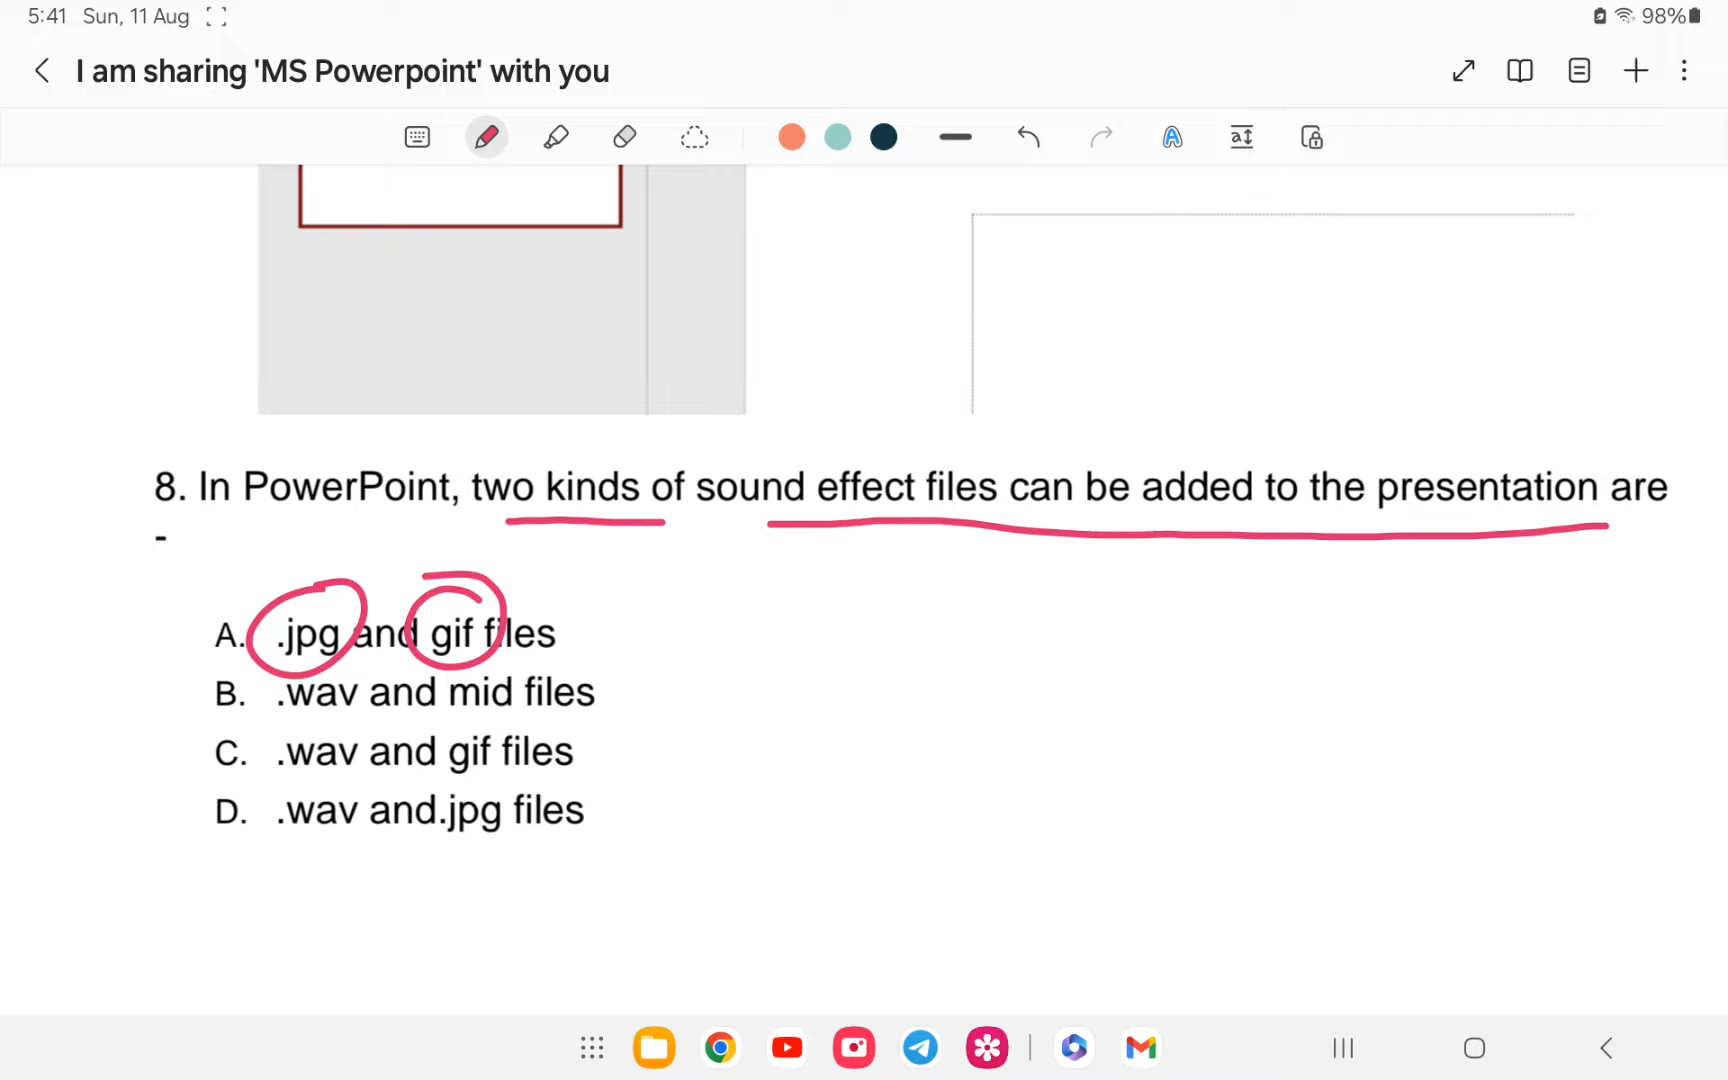 5:41 Sun, 11 Aug
98%
I am sharing 'MS Powerpoint' with you
8. In PowerPoint, two kinds of sound effect files can be added to the presentation are
-
A. .jpg and gif files
B. .wav and mid files
C. .wav and gif files
D. .wav and.jpg files